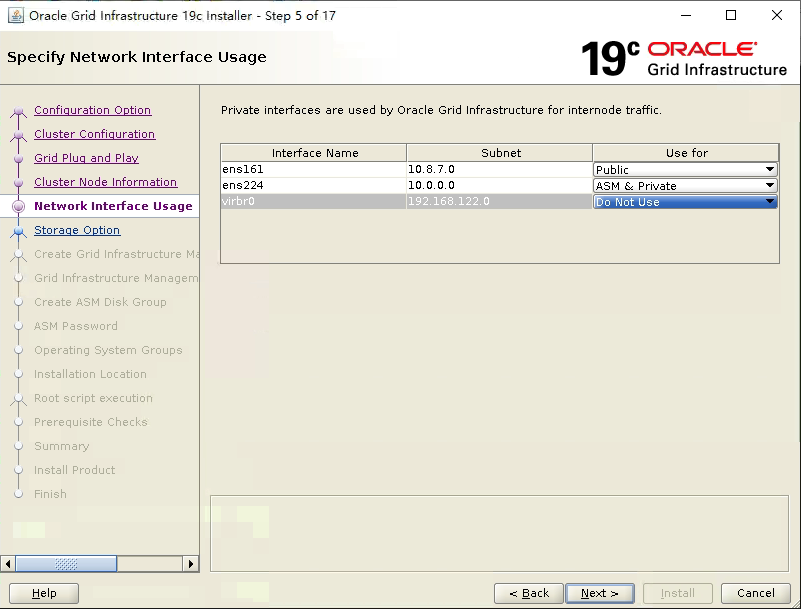 Oracle Grid Infrastructure 19c Installer - Step 5 of 17
Specify Network Interface Usage
19c ORACLE
Grid Infrastructure
Configuration Option
Cluster Configuration
Grid Plug and Play
Cluster Node Information
Network Interface Usage
Storage Option
Create Grid Infrastructure Ma
Grid Infrastructure Managem
Create ASM Disk Group
ASM Password
Operating System Groups
Installation Location
Root script execution
Prerequisite Checks
Summary
Install Product
Finish
Private interfaces are used by Oracle Grid Infrastructure for internode traffic.
Interface Name Subnet Use for
ens161 10.8.7.0 Public
ens224 10.0.0.0 ASM & Private
virbr0 192.168.122.0 Do Not Use
Help < Back Next > Install Cancel